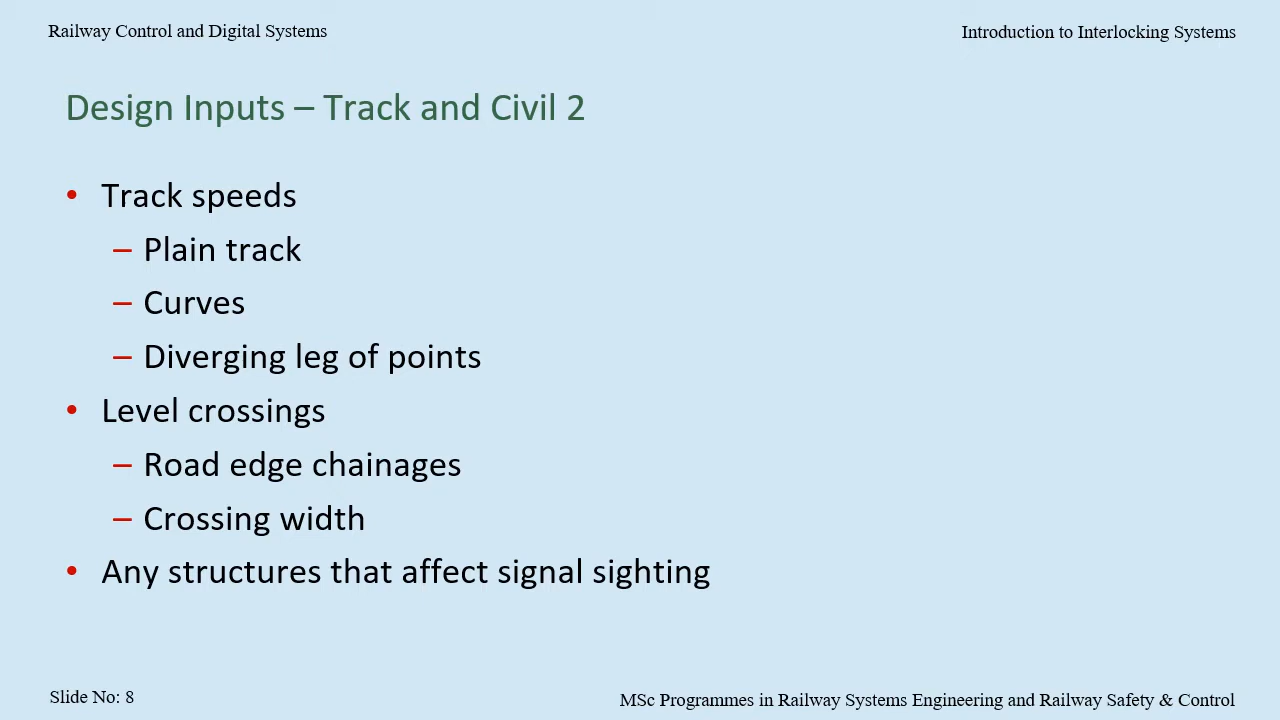 Railway Control and Digital Systems
Introduction to Interlocking Systems
Design Inputs – Track and Civil 2
• Track speeds
– Plain track
– Curves
– Diverging leg of points
• Level crossings
– Road edge chainages
– Crossing width
• Any structures that affect signal sighting
Slide No: 8
MSc Programmes in Railway Systems Engineering and Railway Safety & Control